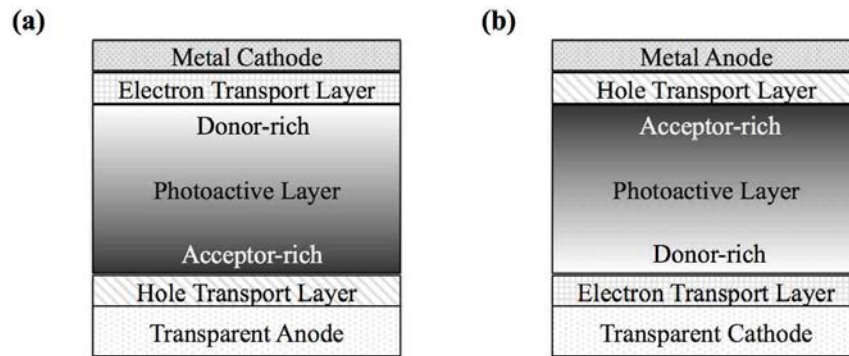 (a)
Metal Cathode
Electron Transport Layer
Donor-rich
Photoactive Layer
Acceptor-rich
Hole Transport Layer
Transparent Anode
(b)
Metal Anode
Hole Transport Layer
Acceptor-rich
Photoactive Layer
Donor-rich
Electron Transport Layer
Transparent Cathode